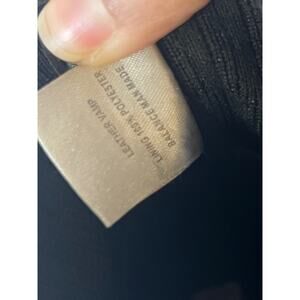 LEATHER VAMP
LINING 100% POLYESTER
BALANCE MAN MADE